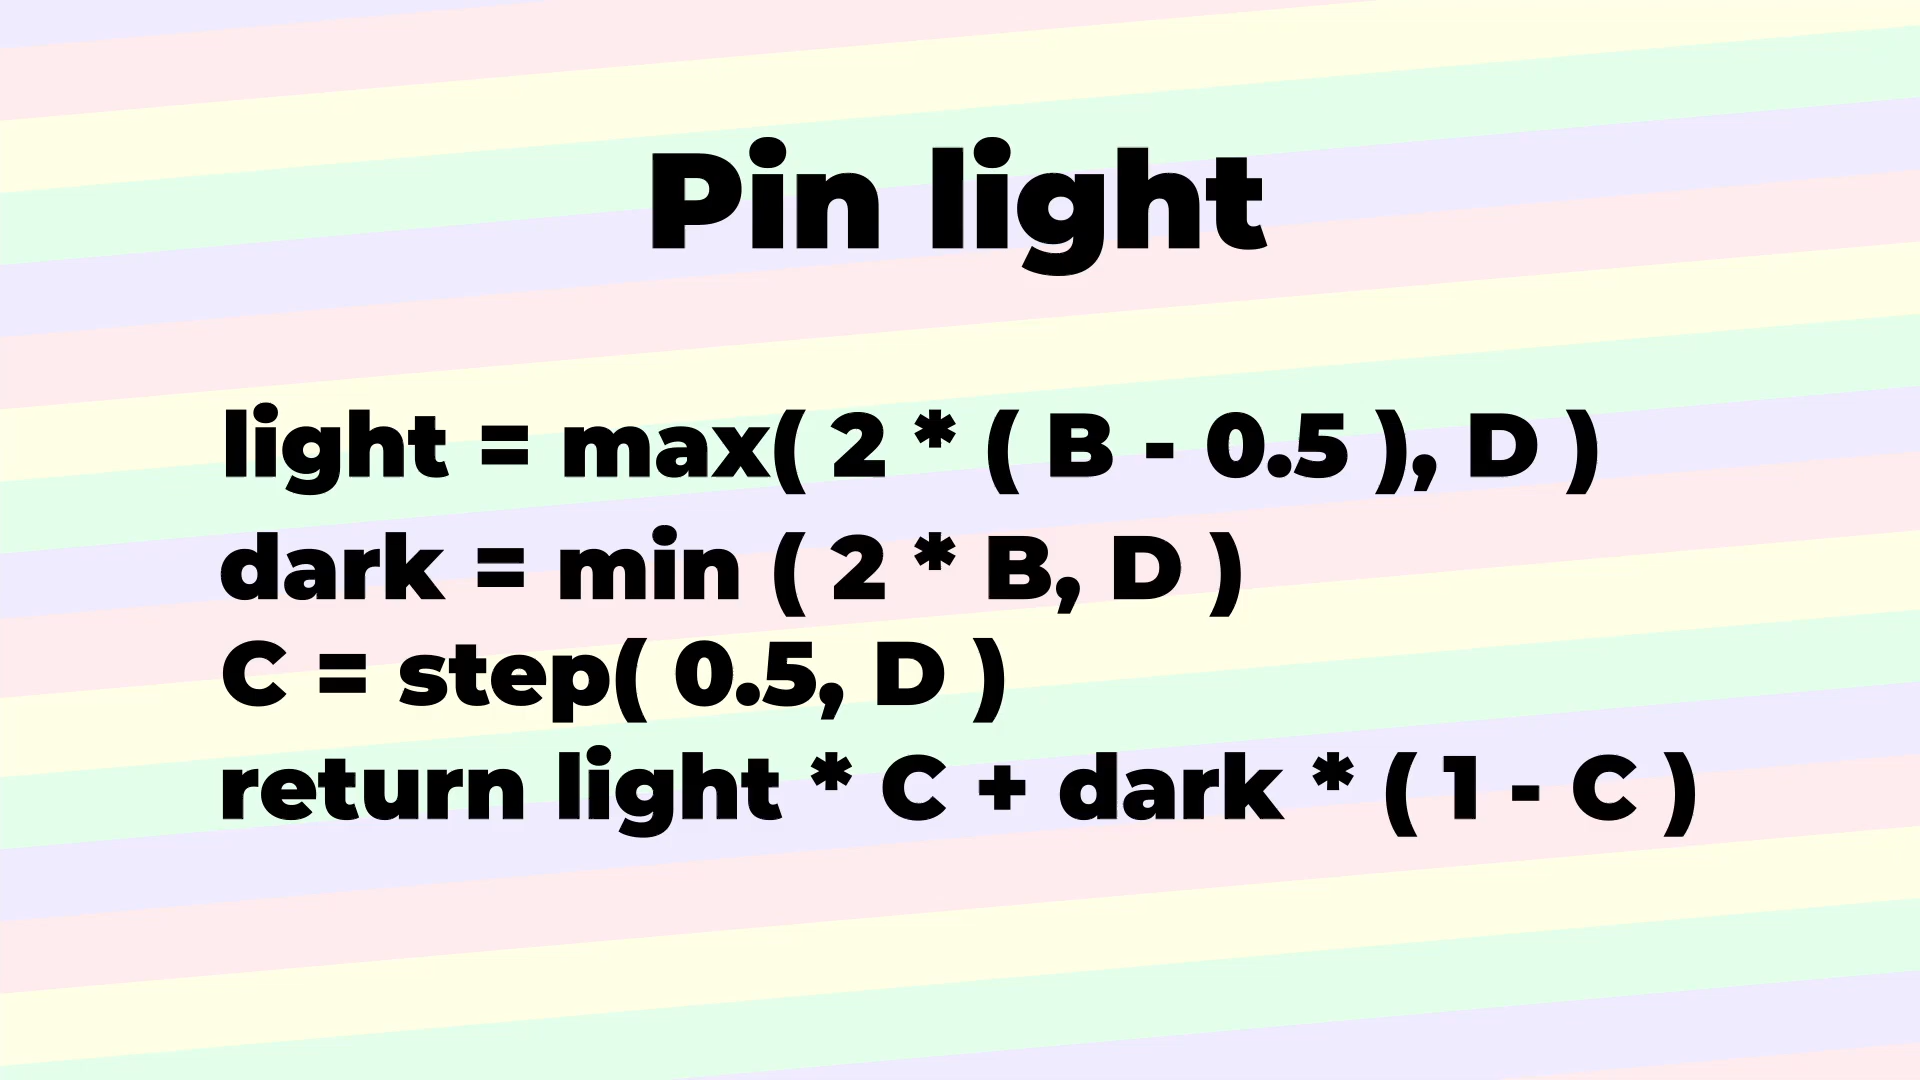 Pin light
light = max( 2 * ( B - 0.5 ), D )
dark = min ( 2 * B, D )
C = step( 0.5, D )
return light * C + dark * ( 1 - C )